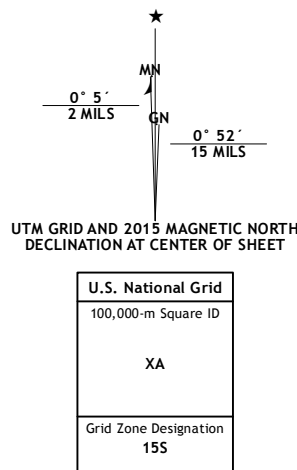 MN
0° 5´
2 MILS
GN
0° 52´
15 MILS
UTM GRID AND 2015 MAGNETIC NORTH
DECLINATION AT CENTER OF SHEET
U.S. National Grid
100,000-m Square ID
XA
Grid Zone Designation
15S